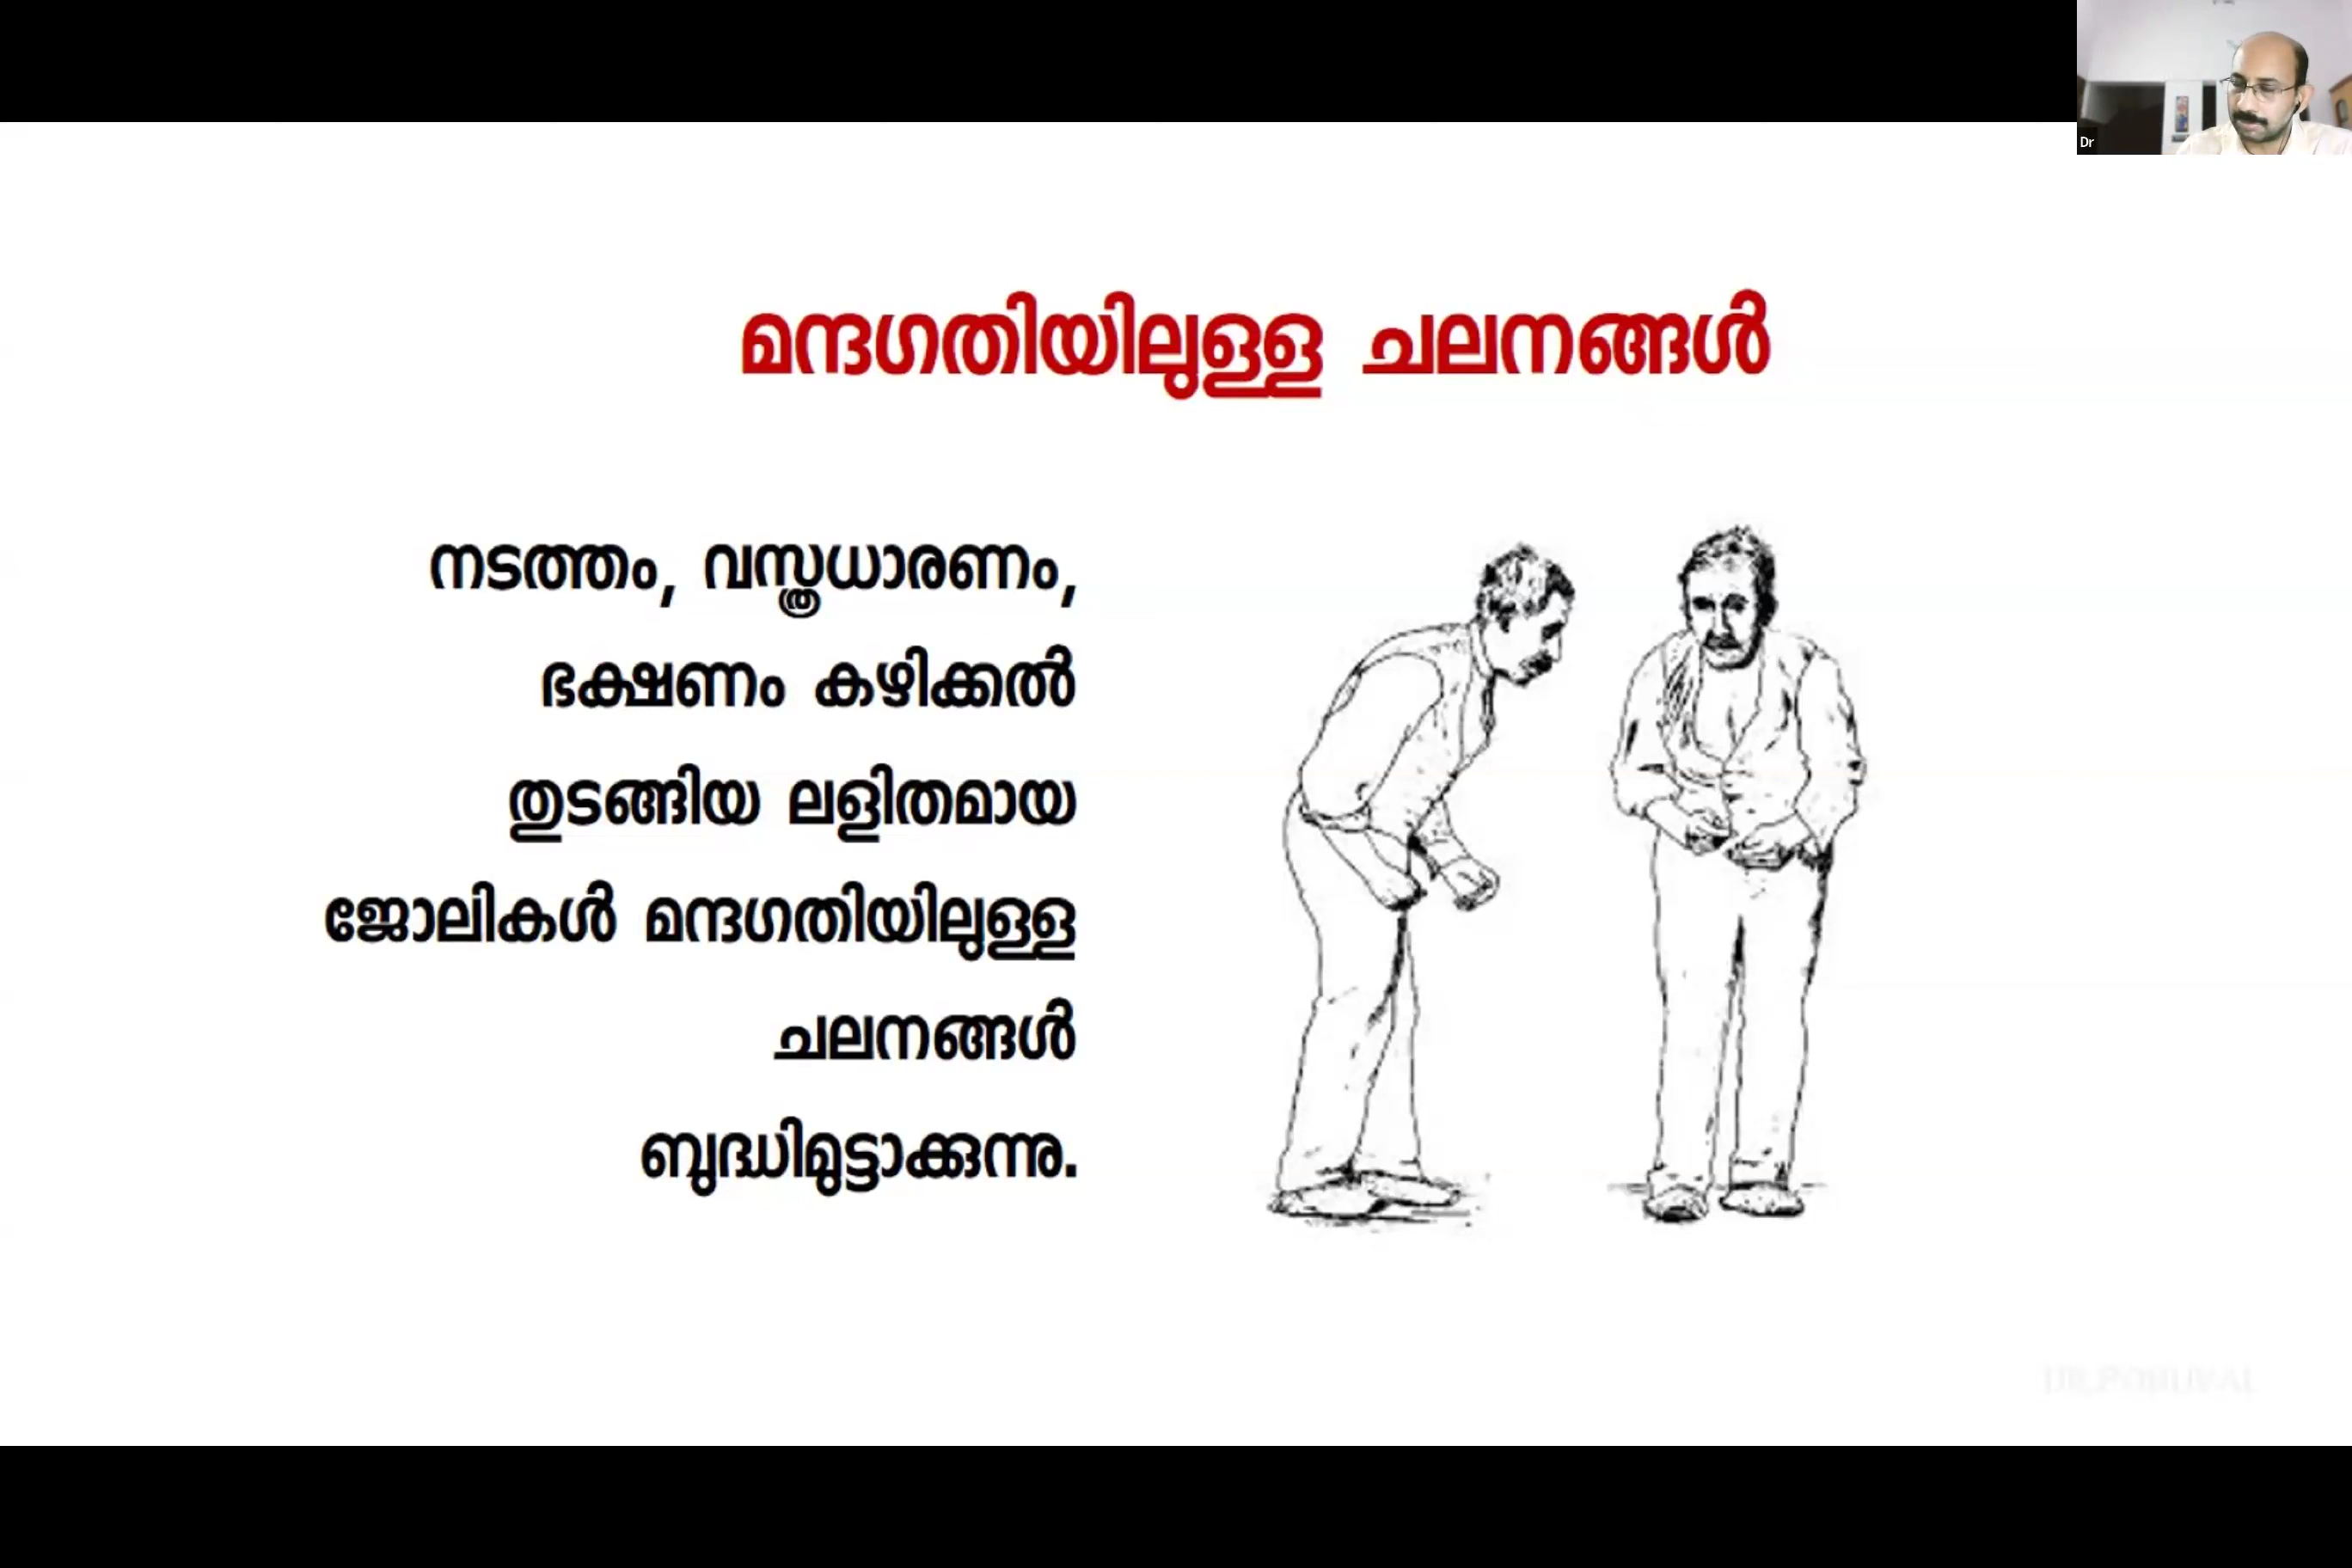 Dr
മന്ദഗതിയിലുള്ള ചലനങ്ങൾ
നടത്തം, വസ്ത്രധാരണം,
ഭക്ഷണം കഴിക്കൽ
തുടങ്ങിയ ലളിതമായ
ജോലികൾ മന്ദഗതിയിലുള്ള
ചലനങ്ങൾ
ബുദ്ധിമുട്ടാക്കുന്നു.